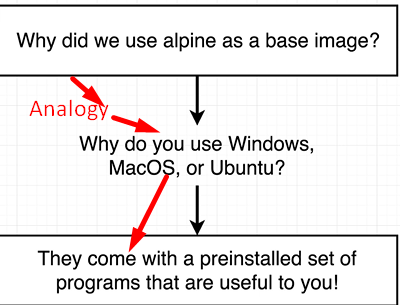 Why did we use alpine as a base image?
Analogy
Why do you use Windows,
MacOS, or Ubuntu?
They come with a preinstalled set of
programs that are useful to you!